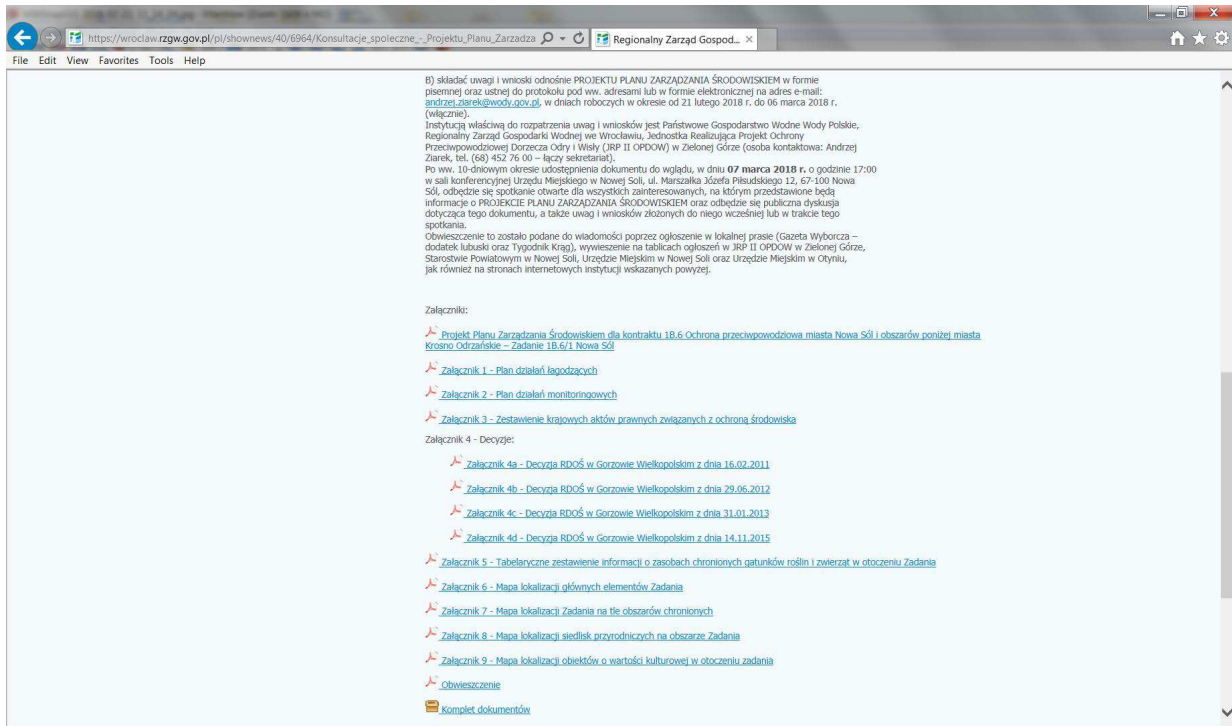 https://wroclaw.rzgw.gov.pl/pl/shownews/40/6964/Konsultacje_spoleczne_-_Projektu_Planu_Zarzadza
Regionalny Zarząd Gospod...
File Edit View Favorites Tools Help
B) składać uwagi i wnioski odnośnie PROJEKTU PLANU ZARZĄDZANIA ŚRODOWISKIEM w formie
pisemnej oraz ustnej do protokołu pod ww. adresami lub w formie elektronicznej na adres e-mail:
andrzej.ziarek@wody.gov.pl, w dniach roboczych w okresie od 21 lutego 2018 r. do 06 marca 2018 r.
(włącznie).
Instytucją właściwą do rozpatrzenia uwag i wniosków jest Państwowe Gospodarstwo Wodne Wody Polskie,
Regionalny Zarząd Gospodarki Wodnej we Wrocławiu, Jednostka Realizująca Projekt Ochrony
Przeciwpowodziowej Dorzecza Odry i Wisły (JRP II OPDOW) w Zielonej Górze (osoba kontaktowa: Andrzej
Ziarek, tel. (68) 452 76 00 – łączy sekretariat).
Po ww. 10-dniowym okresie udostępnienia dokumentu do wglądu, w dniu 07 marca 2018 r. o godzinie 17:00
w sali konferencyjnej Urzędu Miejskiego w Nowej Soli, ul. Marszałka Józefa Piłsudskiego 12, 67-100 Nowa
Sól, odbędzie się spotkanie otwarte dla wszystkich zainteresowanych, na którym przedstawione będą
informacje o PROJEKCIE PLANU ZARZĄDZANIA ŚRODOWISKIEM oraz odbędzie się publiczna dyskusja
dotycząca tego dokumentu, a także uwag i wniosków złożonych do niego wcześniej lub w trakcie tego
spotkania.
Obwieszczenie to zostało podane do wiadomości poprzez ogłoszenie w lokalnej prasie (Gazeta Wyborcza –
dodatek lubuski oraz Tygodnik Krąg), wywieszenie na tablicach ogłoszeń w JRP II OPDOW w Zielonej Górze,
Starostwie Powiatowym w Nowej Soli, Urzędzie Miejskim w Nowej Soli oraz Urzędzie Miejskim w Otyniu,
jak również na stronach internetowych instytucji wskazanych powyżej.
Załączniki:
Projekt Planu Zarządzania Środowiskiem dla kontraktu 1B.6 Ochrona przeciwpowodziowa miasta Nowa Sól i obszarów poniżej miasta
Krosno Odrzańskie – Zadanie 1B.6/1 Nowa Sól
Załącznik 1 - Plan działań łagodzących
Załącznik 2 - Plan działań monitoringowych
Załącznik 3 - Zestawienie krajowych aktów prawnych związanych z ochroną środowiska
Załącznik 4 - Decyzje:
Załącznik 4a - Decyzja RDOŚ w Gorzowie Wielkopolskim z dnia 16.02.2011
Załącznik 4b - Decyzja RDOŚ w Gorzowie Wielkopolskim z dnia 29.06.2012
Załącznik 4c - Decyzja RDOŚ w Gorzowie Wielkopolskim z dnia 31.01.2013
Załącznik 4d - Decyzja RDOŚ w Gorzowie Wielkopolskim z dnia 14.11.2015
Załącznik 5 - Tabelaryczne zestawienie informacji o zasobach chronionych gatunków roślin i zwierząt w otoczeniu Zadania
Załącznik 6 - Mapa lokalizacji głównych elementów Zadania
Załącznik 7 - Mapa lokalizacji Zadania na tle obszarów chronionych
Załącznik 8 - Mapa lokalizacji siedlisk przyrodniczych na obszarze Zadania
Załącznik 9 - Mapa lokalizacji obiektów o wartości kulturowej w otoczeniu zadania
Obwieszczenie
Komplet dokumentów